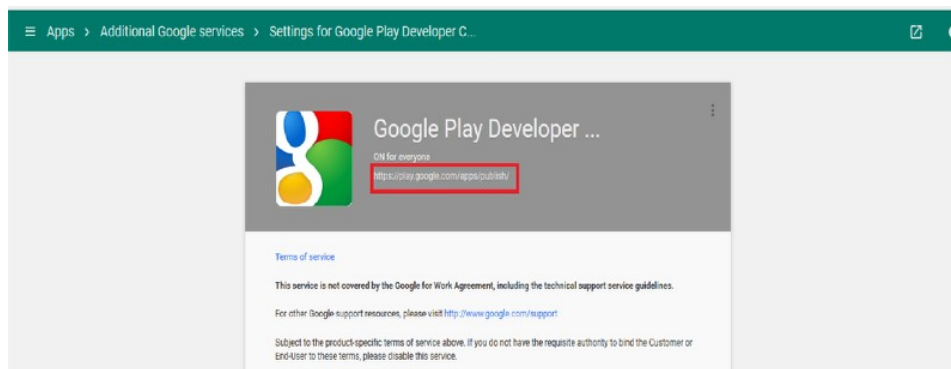 Apps > Additional Google services > Settings for Google Play Developer C...
Google Play Developer ...
ON for everyone
https://play.google.com/apps/publish/
Terms of service
This service is not covered by the Google for Work Agreement, including the technical support service guidelines.
For other Google support resources, please visit http://www.google.com/support
Subject to the product-specific terms of service above. If you do not have the requisite authority to bind the Customer or
End-User to these terms, please disable this service.